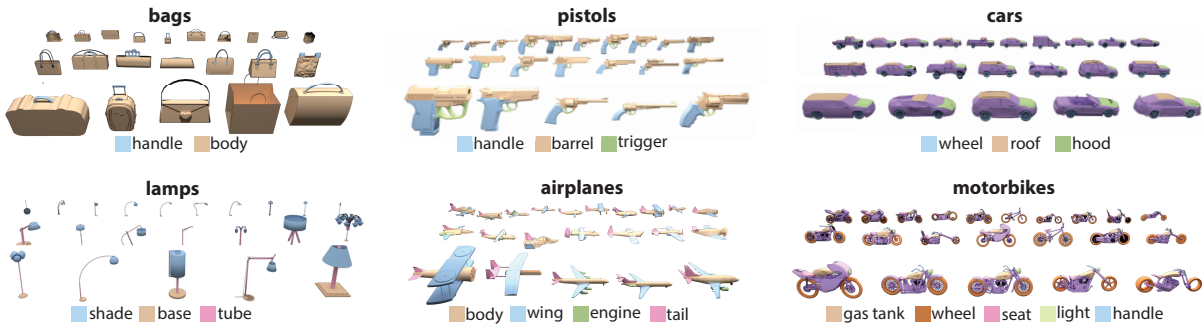 bags
handle body
pistols
handle barrel trigger
cars
wheel roof hood
lamps
shade base tube
airplanes
body wing engine tail
motorbikes
gas tank wheel seat light handle